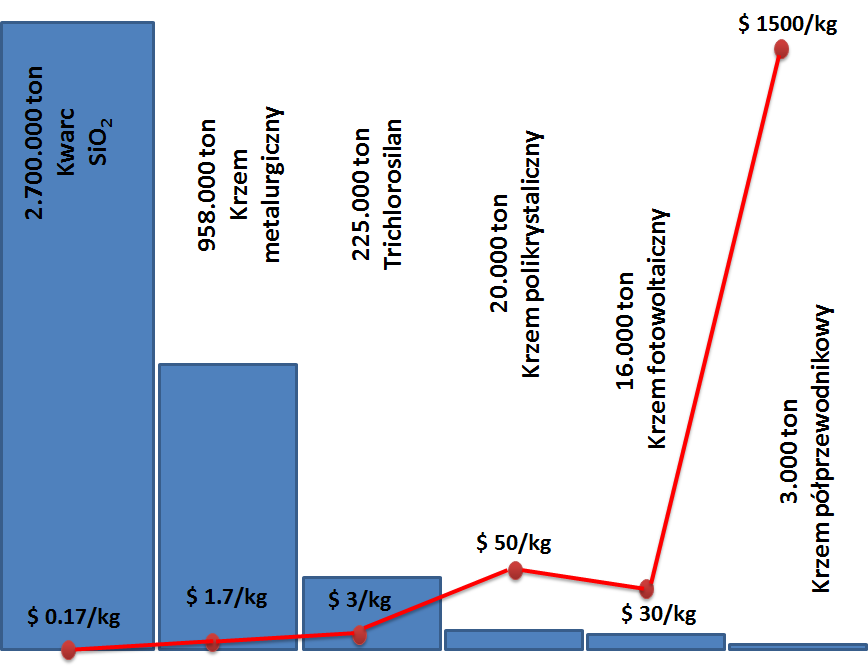 2.700.000 ton
Kwarc
SiO₂
$ 0.17/kg
958.000 ton
Krzem
metalurgiczny
$ 1.7/kg
225.000 ton
Trichlorosilan
$ 3/kg
20.000 ton
Krzem polikrystaliczny
$ 50/kg
16.000 ton
Krzem fotowoltaiczny
$ 30/kg
$ 1500/kg
3.000 ton
Krzem półprzewodnikowy